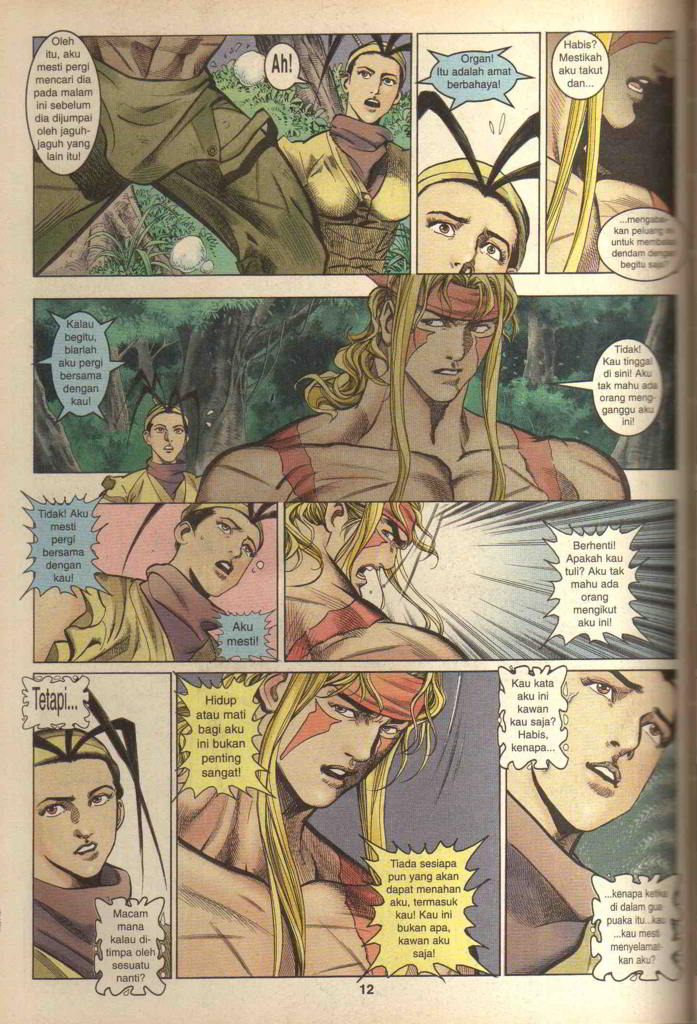 Oleh
itu, aku
mesti pergi
mencari dia
pada malam
ini sebelum
dia dijumpai
oleh jaguh-
jaguh yang
lain itu!
Ah!
Organ!
Itu adalah amat
berbahaya!
Habis?
Mestikah
aku takut
dan...
...mengabai-
kan peluang ini
untuk membalas
dendam dengan
begitu saja?
Kalau
begitu,
biarlah
aku pergi
bersama
dengan
kau!
Tidak!
Kau tinggal
di sini! Aku
tak mahu ada
orang meng-
ganggu aku
ini!
Tidak! Aku
mesti
pergi
bersama
dengan
kau!
Aku
mesti!
Berhenti!
Apakah kau
tuli? Aku tak
mahu ada
orang
mengikut
aku ini!
Tetapi...
Macam
mana
kalau di-
timpa oleh
sesuatu
nanti?
Hidup
atau mati
bagi aku
ini bukan
penting
sangat!
Tiada sesiapa
pun yang akan
dapat menahan
aku, termasuk
kau! Kau ini
bukan apa,
kawan aku
saja!
Kau kata
aku ini
kawan
kau saja?
Habis,
kenapa...
...kenapa ketika
di dalam gua
puaka itu...kau
...kau mesti
menyelamat-
kan aku?
12